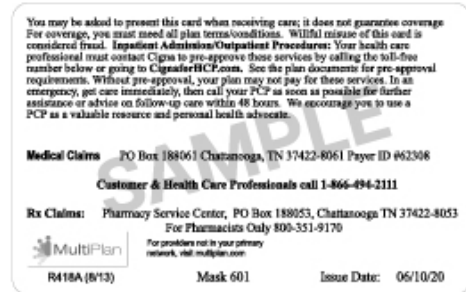 You may be asked to present this card when receiving care; it does not guarantee coverage
For coverage, you must meed all plan terms/conditions. Willful misuse of this card is
considered fraud. Inpatient Admission/Outpatient Procedures: Your health care
professional must contact Cigna to pre-approve these services by calling the toll-free
number below or going to CignaforHCP.com. See the plan documents for pre-approval
requirements. Without pre-approval, your plan may not pay for these services. In an
emergency, get care immediately, then call your PCP as soon as possible for further
assistance or advice on follow-up care within 48 hours. We encourage you to use a
PCP as a valuable resource and personal health advocate.
SAMPLE
Medical Claims PO Box 188061 Chattanooga, TN 37422-8061 Payer ID #62308
Customer & Health Care Professionals call 1-866-494-2111
Rx Claims: Pharmacy Service Center, PO Box 188053, Chattanooga TN 37422-8053
For Pharmacists Only 800-351-9170
MultiPlan
For providers not in your primary
network, visit multiplan.com
R418A (8/13) Mask 601 Issue Date: 06/10/20